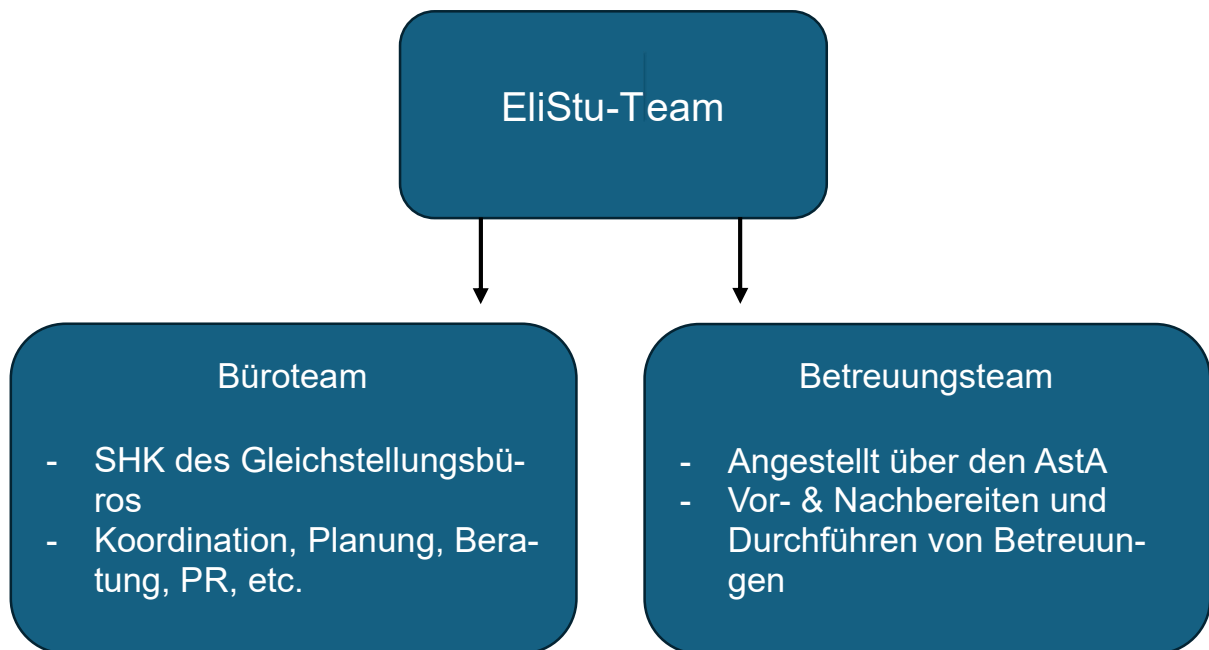 EliStu-Team
Büroteam
- SHK des Gleichstellungsbü-
ros
- Koordination, Planung, Bera-
tung, PR, etc.
Betreuungsteam
- Angestellt über den AstA
- Vor- & Nachbereiten und
Durchführen von Betreuun-
gen